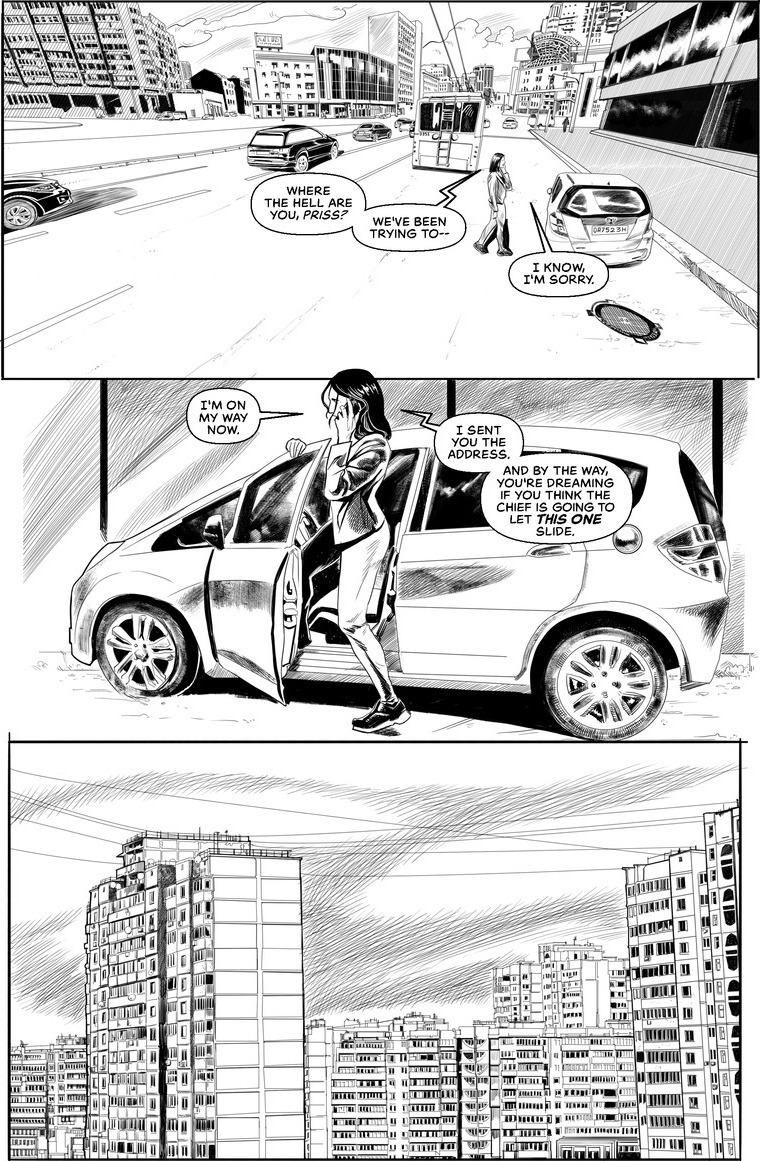 WHERE
THE HELL ARE
YOU, PRISS?
WE'VE BEEN
TRYING TO--
I KNOW,
I'M SORRY.
I'M ON
MY WAY
NOW.
I SENT
YOU THE
ADDRESS.
AND BY THE WAY,
YOU'RE DREAMING
IF YOU THINK THE
CHIEF IS GOING TO
LET THIS ONE
SLIDE.